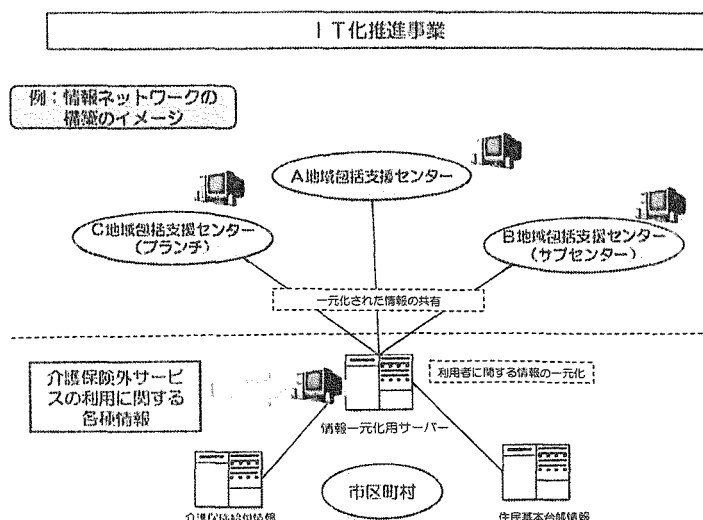 ＩＴ化推進事業
例：情報ネットワークの
構築のイメージ
A地域包括支援センター
C地域包括支援センター
（ブランチ）
B地域包括支援センター
（サブセンター）
一元化された情報の共有
介護保険外サービ
スの利用に関する
各種情報
利用者に関する情報の一元化
情報一元化用サーバー
市区町村
介護保険給付情報
住民基本台帳情報